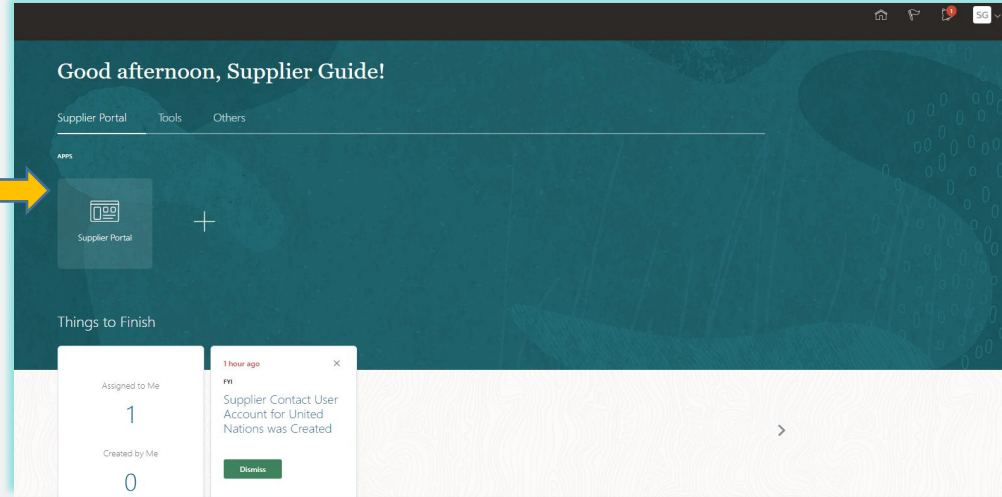 1
SG
Good afternoon, Supplier Guide!
Supplier Portal Tools Others
APPS
Supplier Portal
Things to Finish
Assigned to Me
1
Created by Me
0
1 hour ago
FYI
Supplier Contact User
Account for United
Nations was Created
Dismiss